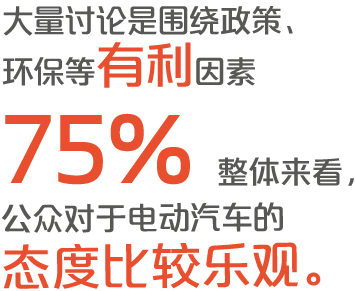 大量讨论是围绕政策、
环保等有利因素
75% 整体来看，
公众对于电动汽车的
态度比较乐观。